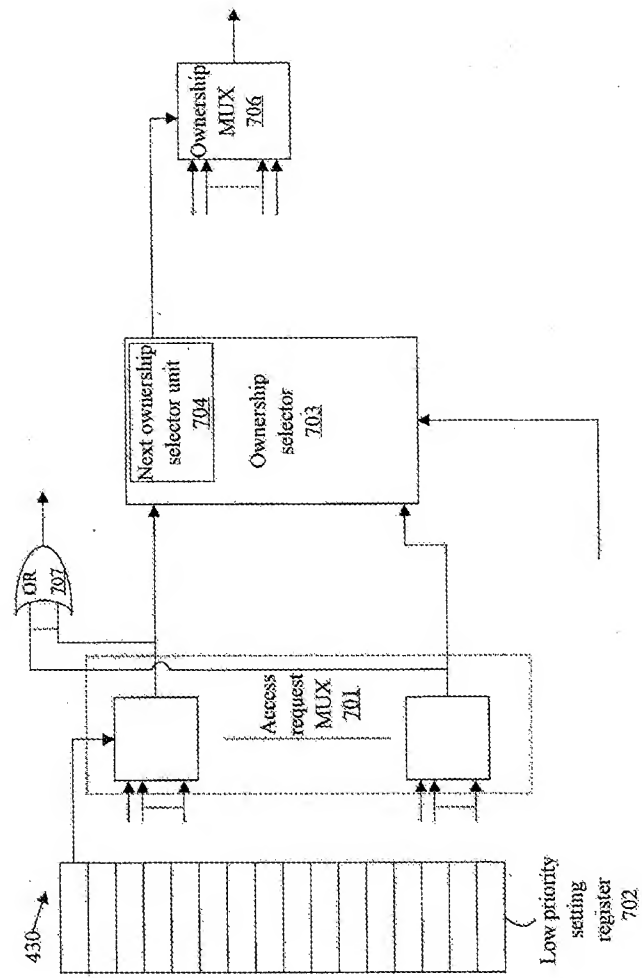 430
Low priority
setting
register
702
Access
request
MUX
701
OR
707
Next ownership
selector unit
704
Ownership
selector
703
Ownership
MUX
706